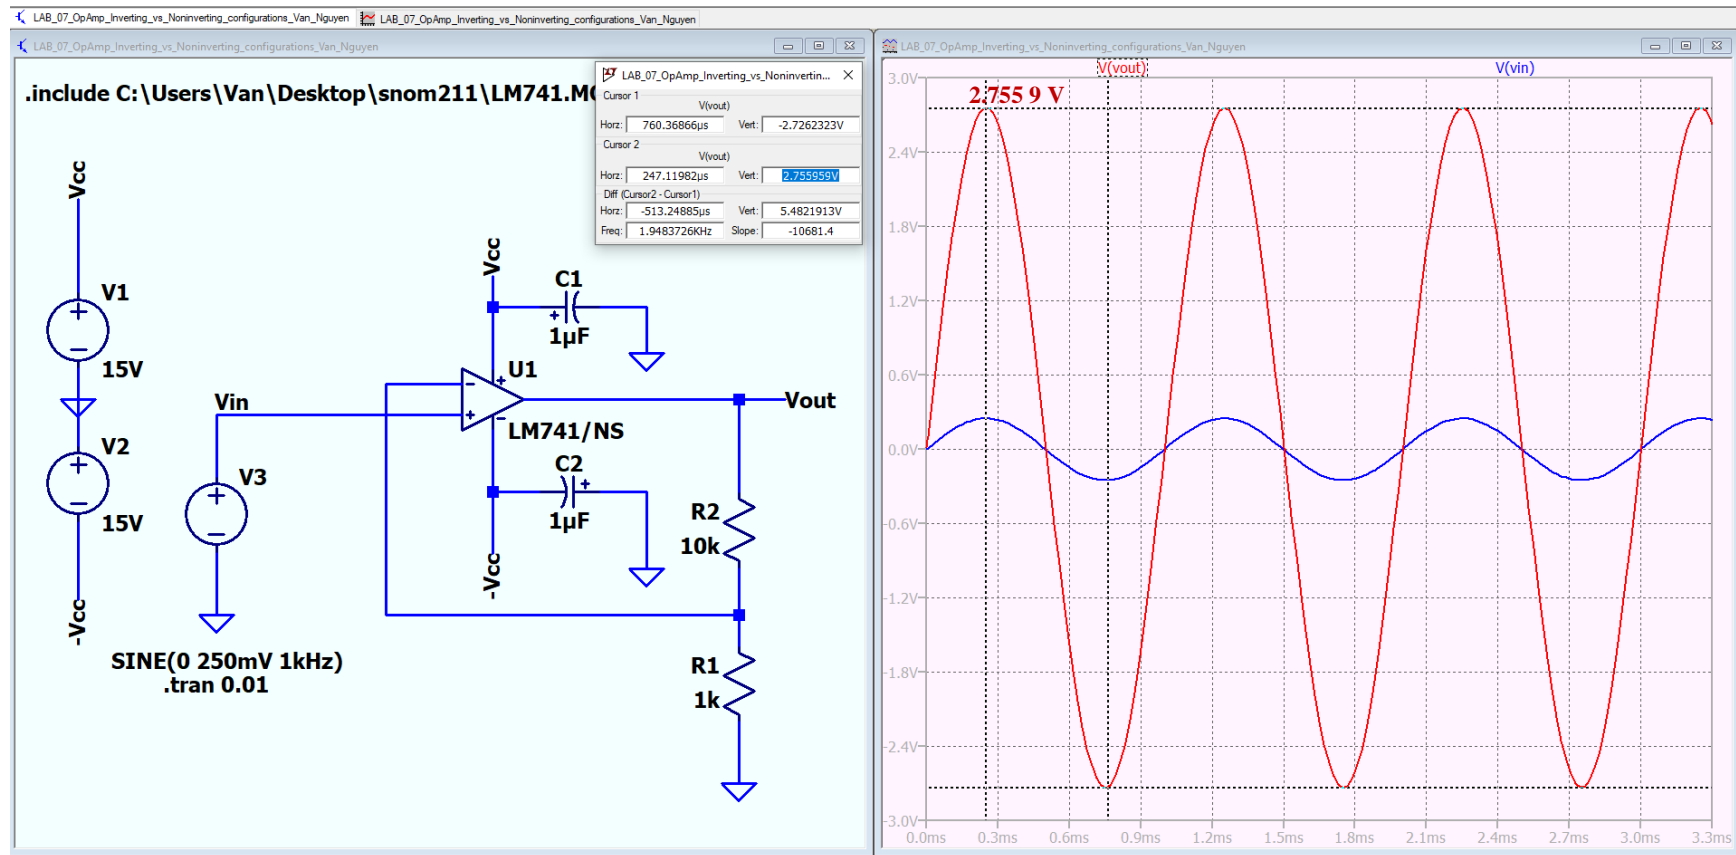 LAB_07_OpAmp_Inverting_vs_Noninverting_configurations_Van_Nguyen
LAB_07_OpAmp_Inverting_vs_Noninverting_configurations_Van_Nguyen
LAB_07_OpAmp_Inverting_vs_Noninverting_configurations_Van_Nguyen
.include C:\Users\Van\Desktop\snom211\LM741.MO
LAB_07_OpAmp_Inverting_vs_Noninvertin...
Cursor 1
V(vout)
Horz: 760.36866µs Vert: -2.7262323V
Cursor 2
V(vout)
Horz: 247.11982µs Vert: 2.755959V
Diff (Cursor2 - Cursor1)
Horz: -513.24885µs Vert: 5.4821913V
Freq: 1.9483726KHz Slope: -10681.4
Vcc
V1
+
-
15V
V2
+
-
15V
-Vcc
Vin
V3
+
-
SINE(0 250mV 1kHz)
.tran 0.01
Vcc
C1
+
1µF
U1
-
+
+
-
LM741/NS
C2
+
1µF
-Vcc
Vout
R2
10k
R1
1k
LAB_07_OpAmp_Inverting_vs_Noninverting_configurations_Van_Nguyen
V(vout) V(vin)
2.755 9 V
3.0V
2.4V
1.8V
1.2V
0.6V
0.0V
-0.6V
-1.2V
-1.8V
-2.4V
-3.0V
0.0ms 0.3ms 0.6ms 0.9ms 1.2ms 1.5ms 1.8ms 2.1ms 2.4ms 2.7ms 3.0ms 3.3ms